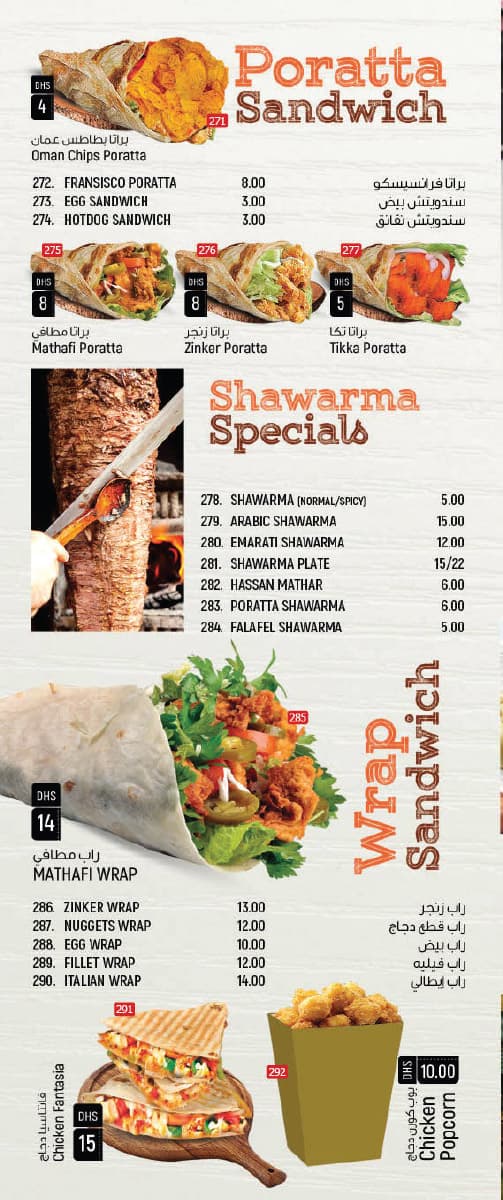 Poratta
Sandwich
DHS
4
271
براتا بطاطس عمان
Oman Chips Poratta
272. FRANSISCO PORATTA 8.00 براتا فرانسيسكو
273. EGG SANDWICH 3.00 سندويتش بيض
274. HOTDOG SANDWICH 3.00 سندويتش نقانق
275
DHS
8
براتا مطافي
Mathafi Poratta
276
DHS
8
براتا زنجر
Zinker Poratta
277
DHS
5
براتا تكا
Tikka Poratta
Shawarma
Specials
278. SHAWARMA (NORMAL/SPICY) 5.00
279. ARABIC SHAWARMA 15.00
280. EMARATI SHAWARMA 12.00
281. SHAWARMA PLATE 15/22
282. HASSAN MATHAR 6.00
283. PORATTA SHAWARMA 6.00
284. FALAFEL SHAWARMA 5.00
285
Wrap
Sandwich
DHS
14
راب مطافي
MATHAFI WRAP
286. ZINKER WRAP 13.00 راب زنجر
287. NUGGETS WRAP 12.00 راب قطع دجاج
288. EGG WRAP 10.00 راب بيض
289. FILLET WRAP 12.00 راب فيليه
290. ITALIAN WRAP 14.00 راب إيطالي
291
فانتاسيا دجاج
Chicken Fantasia
DHS
15
292
DHS
10.00
بوب كورن دجاج
Chicken
Popcorn